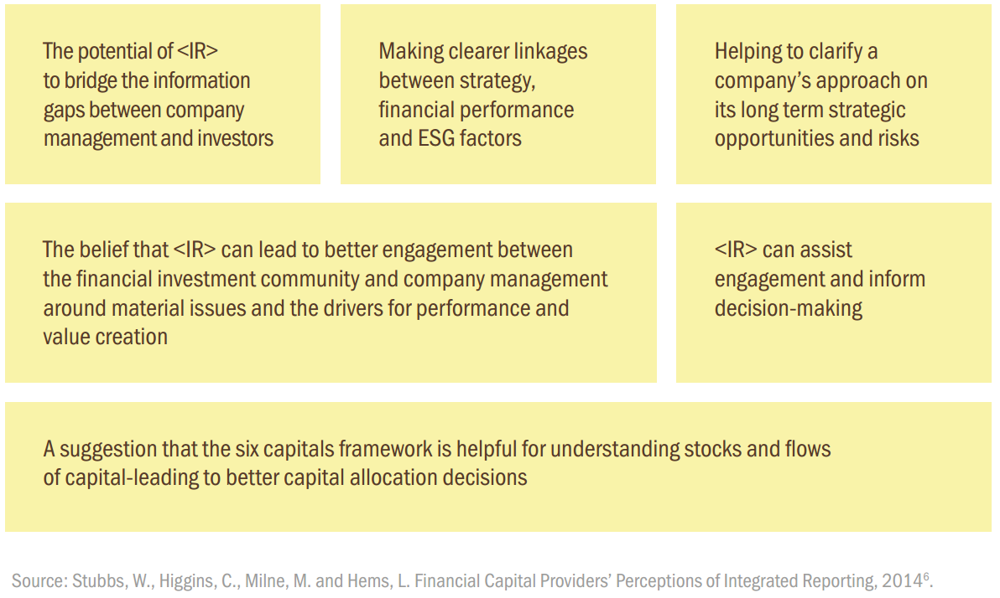 The potential of <IR>
to bridge the information
gaps between company
management and investors
Making clearer linkages
between strategy,
financial performance
and ESG factors
Helping to clarify a
company’s approach on
its long term strategic
opportunities and risks
The belief that <IR> can lead to better engagement between
the financial investment community and company management
around material issues and the drivers for performance and
value creation
<IR> can assist
engagement and inform
decision-making
A suggestion that the six capitals framework is helpful for understanding stocks and flows
of capital-leading to better capital allocation decisions
Source: Stubbs, W., Higgins, C., Milne, M. and Hems, L. Financial Capital Providers’ Perceptions of Integrated Reporting, 2014⁶.